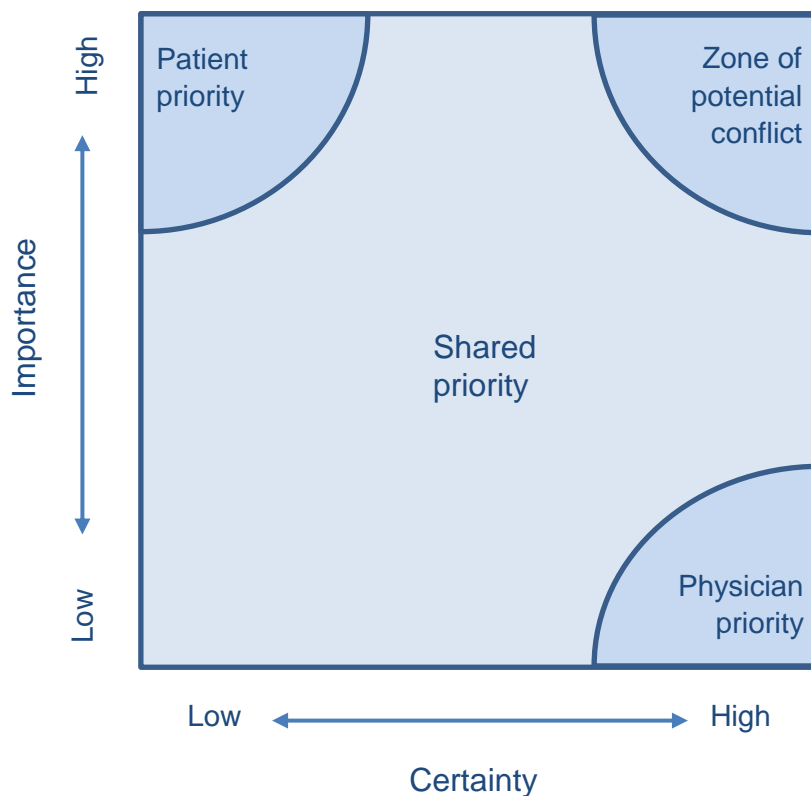 High
Importance
Low
Patient
priority
Zone of
potential
conflict
Shared
priority
Physician
priority
Low
High
Certainty